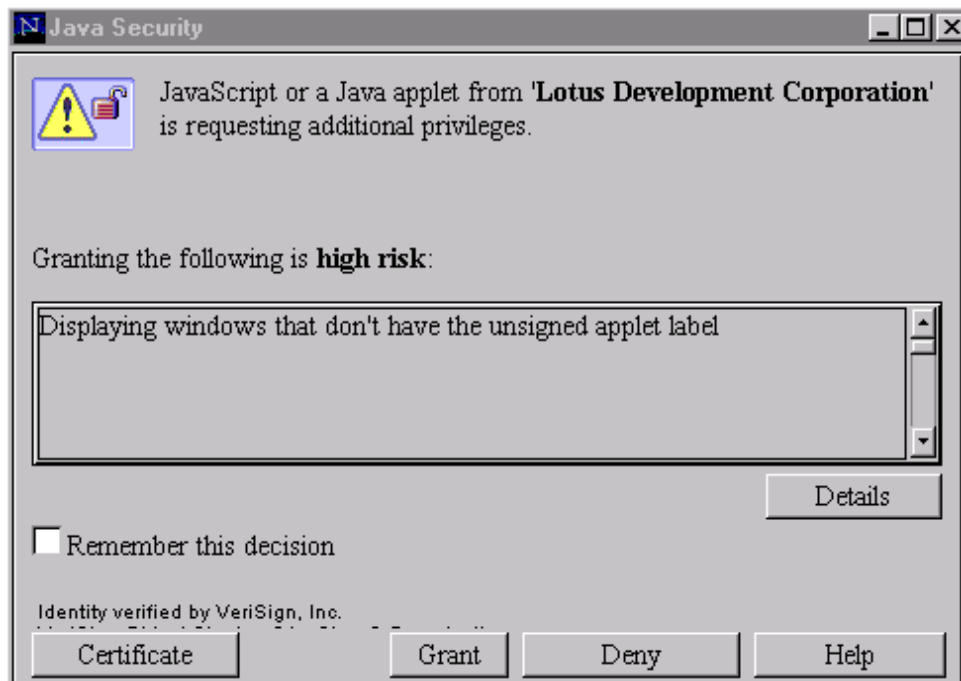 Java Security
JavaScript or a Java applet from 'Lotus Development Corporation'
is requesting additional privileges.
Granting the following is high risk:
Displaying windows that don't have the unsigned applet label
Details
Remember this decision
Identity verified by VeriSign, Inc.
Certificate Grant Deny Help